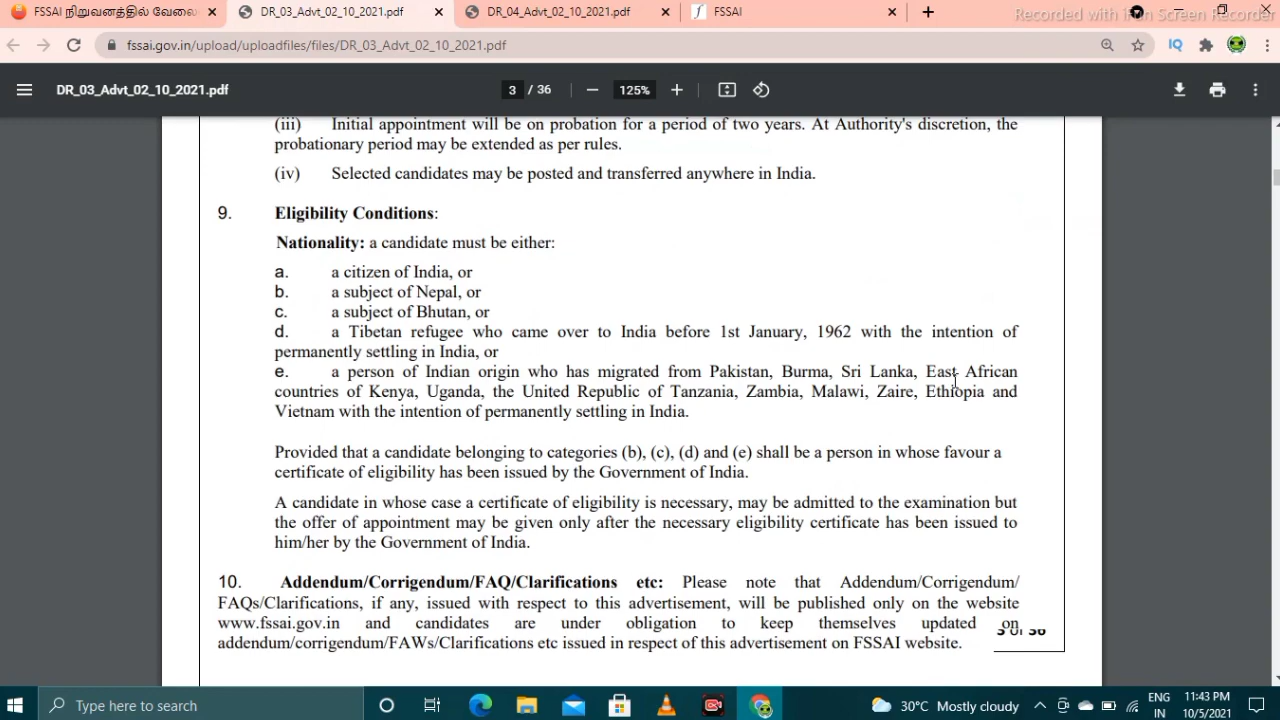 FSSAI நிறுவனத்தில் வேலை
DR_03_Advt_02_10_2021.pdf
DR_04_Advt_02_10_2021.pdf
FSSAI
Recorded with iFun Screen Recorder
fssai.gov.in/upload/uploadfiles/files/DR_03_Advt_02_10_2021.pdf
IQ
DR_03_Advt_02_10_2021.pdf
3 / 36
125%
(iii) Initial appointment will be on probation for a period of two years. At Authority's discretion, the
probationary period may be extended as per rules.
(iv) Selected candidates may be posted and transferred anywhere in India.
9. Eligibility Conditions:
Nationality: a candidate must be either:
a. a citizen of India, or
b. a subject of Nepal, or
c. a subject of Bhutan, or
d. a Tibetan refugee who came over to India before 1st January, 1962 with the intention of
permanently settling in India, or
e. a person of Indian origin who has migrated from Pakistan, Burma, Sri Lanka, East African
countries of Kenya, Uganda, the United Republic of Tanzania, Zambia, Malawi, Zaire, Ethiopia and
Vietnam with the intention of permanently settling in India.
Provided that a candidate belonging to categories (b), (c), (d) and (e) shall be a person in whose favour a
certificate of eligibility has been issued by the Government of India.
A candidate in whose case a certificate of eligibility is necessary, may be admitted to the examination but
the offer of appointment may be given only after the necessary eligibility certificate has been issued to
him/her by the Government of India.
10. Addendum/Corrigendum/FAQ/Clarifications etc: Please note that Addendum/Corrigendum/
FAQs/Clarifications, if any, issued with respect to this advertisement, will be published only on the website
www.fssai.gov.in and candidates are under obligation to keep themselves updated on
addendum/corrigendum/FAWs/Clarifications etc issued in respect of this advertisement on FSSAI website.
3 of 36
Type here to search
30°C Mostly cloudy
ENG
IN
11:43 PM
10/5/2021